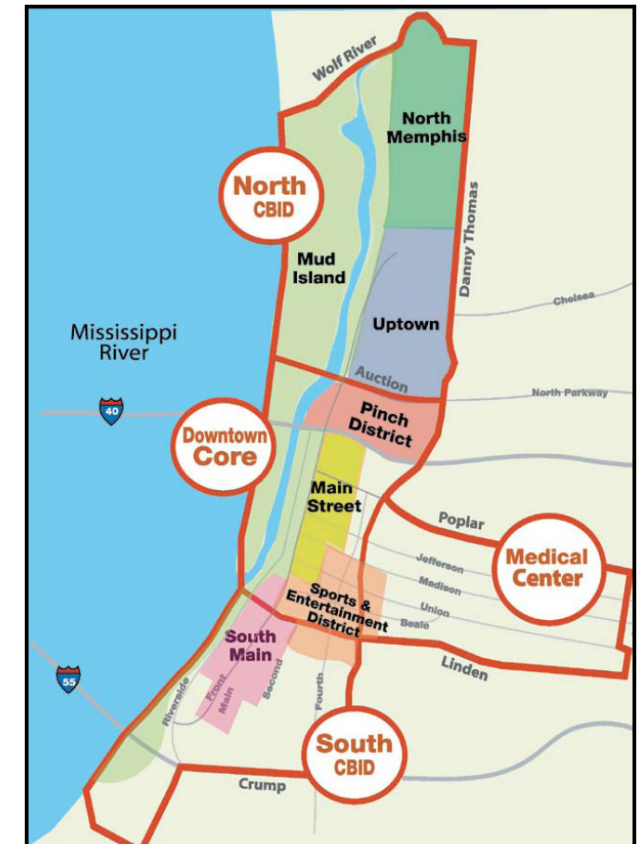 Wolf River
North
Memphis
North
CBID
Danny Thomas
Mud
Island
Chelsea
Uptown
Mississippi
River
Auction
North Parkway
40
Pinch
District
Downtown
Core
Main
Street
Poplar
Jefferson
Medical
Center
Madison
Union
Sports &
Entertainment
District
Beale
South
Main
Linden
55
Riverside
Front
Main
Second
Fourth
South
CBID
Crump